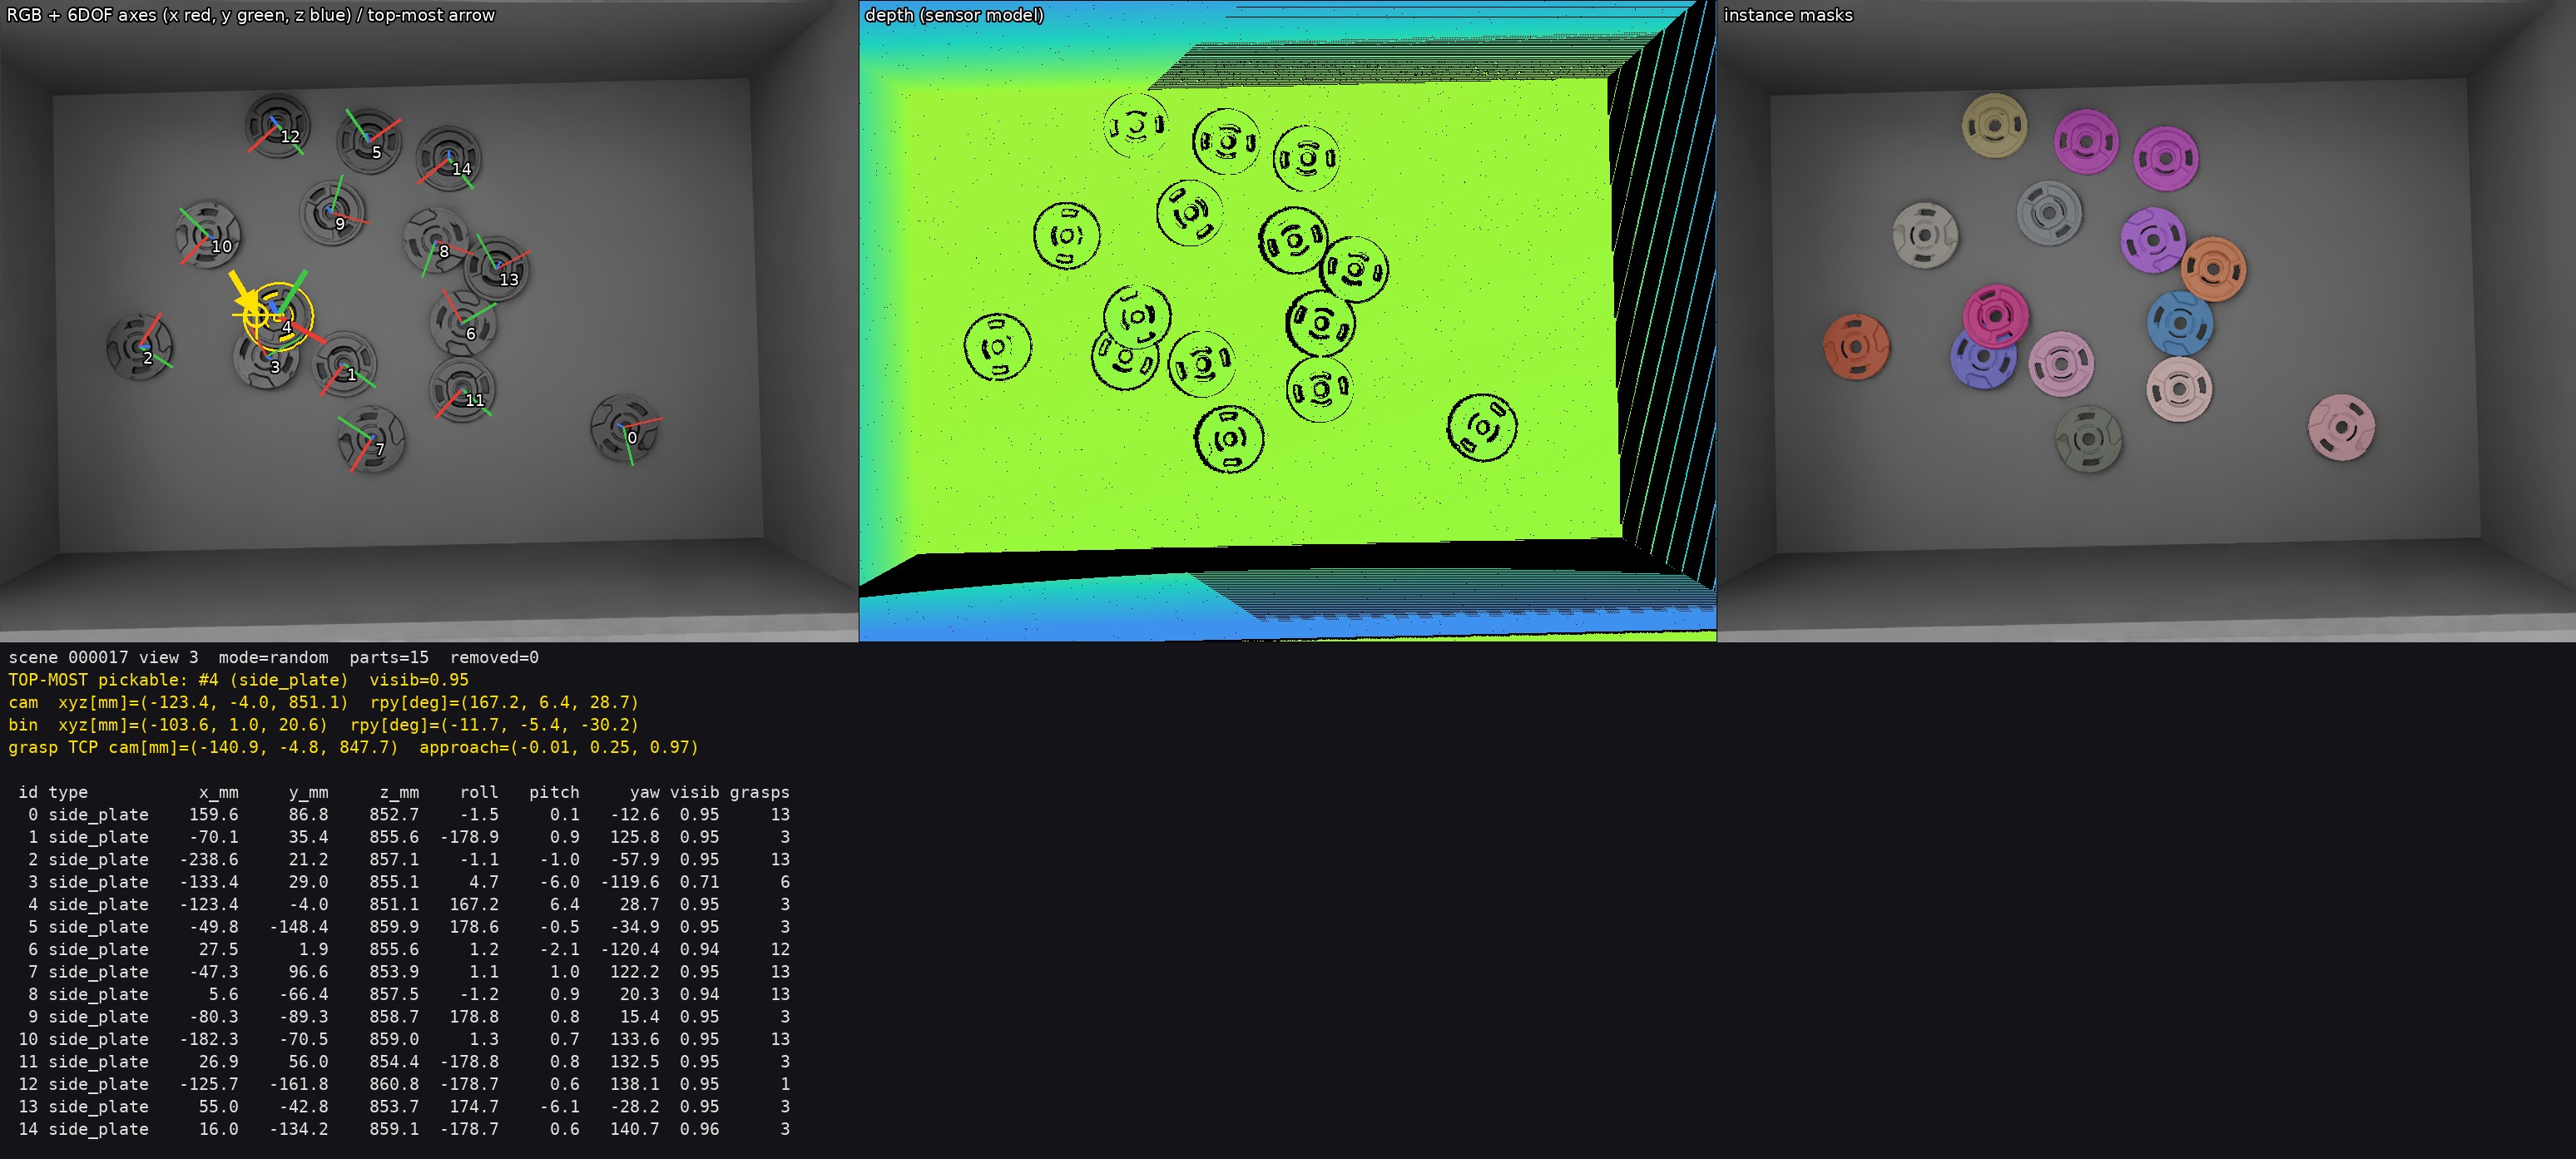 RGB + 6DOF axes (x red, y green, z blue) / top-most arrow
depth (sensor model)
instance masks
12
5
14
9
10
8
13
4
6
2
3
1
11
7
0
scene 000017 view 3  mode=random  parts=15  removed=0
TOP-MOST pickable: #4 (side_plate)  visib=0.95
cam  xyz[mm]=(-123.4, -4.0, 851.1)  rpy[deg]=(167.2, 6.4, 28.7)
bin  xyz[mm]=(-103.6, 1.0, 20.6)  rpy[deg]=(-11.7, -5.4, -30.2)
grasp TCP cam[mm]=(-140.9, -4.8, 847.7)  approach=(-0.01, 0.25, 0.97)
id type x_mm y_mm z_mm roll pitch yaw visib grasps
0 side_plate 159.6 86.8 852.7 -1.5 0.1 -12.6 0.95 13
1 side_plate -70.1 35.4 855.6 -178.9 0.9 125.8 0.95 3
2 side_plate -238.6 21.2 857.1 -1.1 -1.0 -57.9 0.95 13
3 side_plate -133.4 29.0 855.1 4.7 -6.0 -119.6 0.71 6
4 side_plate -123.4 -4.0 851.1 167.2 6.4 28.7 0.95 3
5 side_plate -49.8 -148.4 859.9 178.6 -0.5 -34.9 0.95 3
6 side_plate 27.5 1.9 855.6 1.2 -2.1 -120.4 0.94 12
7 side_plate -47.3 96.6 853.9 1.1 1.0 122.2 0.95 13
8 side_plate 5.6 -66.4 857.5 -1.2 0.9 20.3 0.94 13
9 side_plate -80.3 -89.3 858.7 178.8 0.8 15.4 0.95 3
10 side_plate -182.3 -70.5 859.0 1.3 0.7 133.6 0.95 13
11 side_plate 26.9 56.0 854.4 -178.8 0.8 132.5 0.95 3
12 side_plate -125.7 -161.8 860.8 -178.7 0.6 138.1 0.95 1
13 side_plate 55.0 -42.8 853.7 174.7 -6.1 -28.2 0.95 3
14 side_plate 16.0 -134.2 859.1 -178.7 0.6 140.7 0.96 3